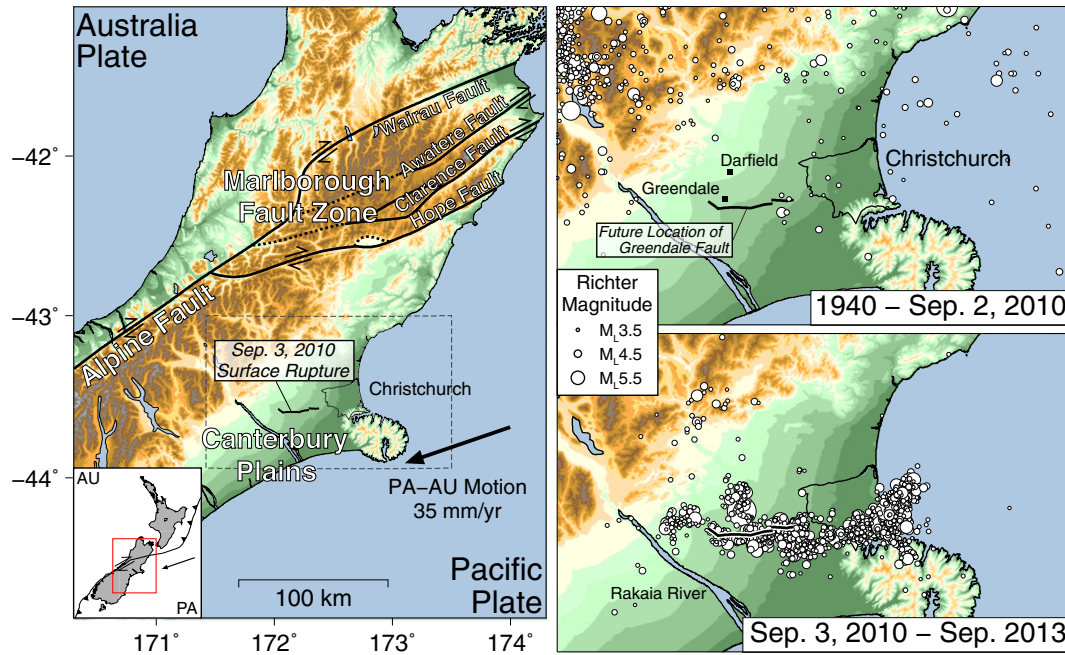 Australia
Plate
Wairau Fault
Awatere Fault
Clarence Fault
Hope Fault
Marlborough
Fault Zone
Alpine Fault
Sep. 3, 2010
Surface Rupture
Christchurch
Canterbury
Plains
PA–AU Motion
35 mm/yr
Pacific
Plate
100 km
AU
PA
−42°
−43°
−44°
171°
172°
173°
174°
Darfield
Greendale
Christchurch
Future Location of
Greendale Fault
1940 – Sep. 2, 2010
Richter
Magnitude
ML3.5
ML4.5
ML5.5
Rakaia River
Sep. 3, 2010 – Sep. 2013